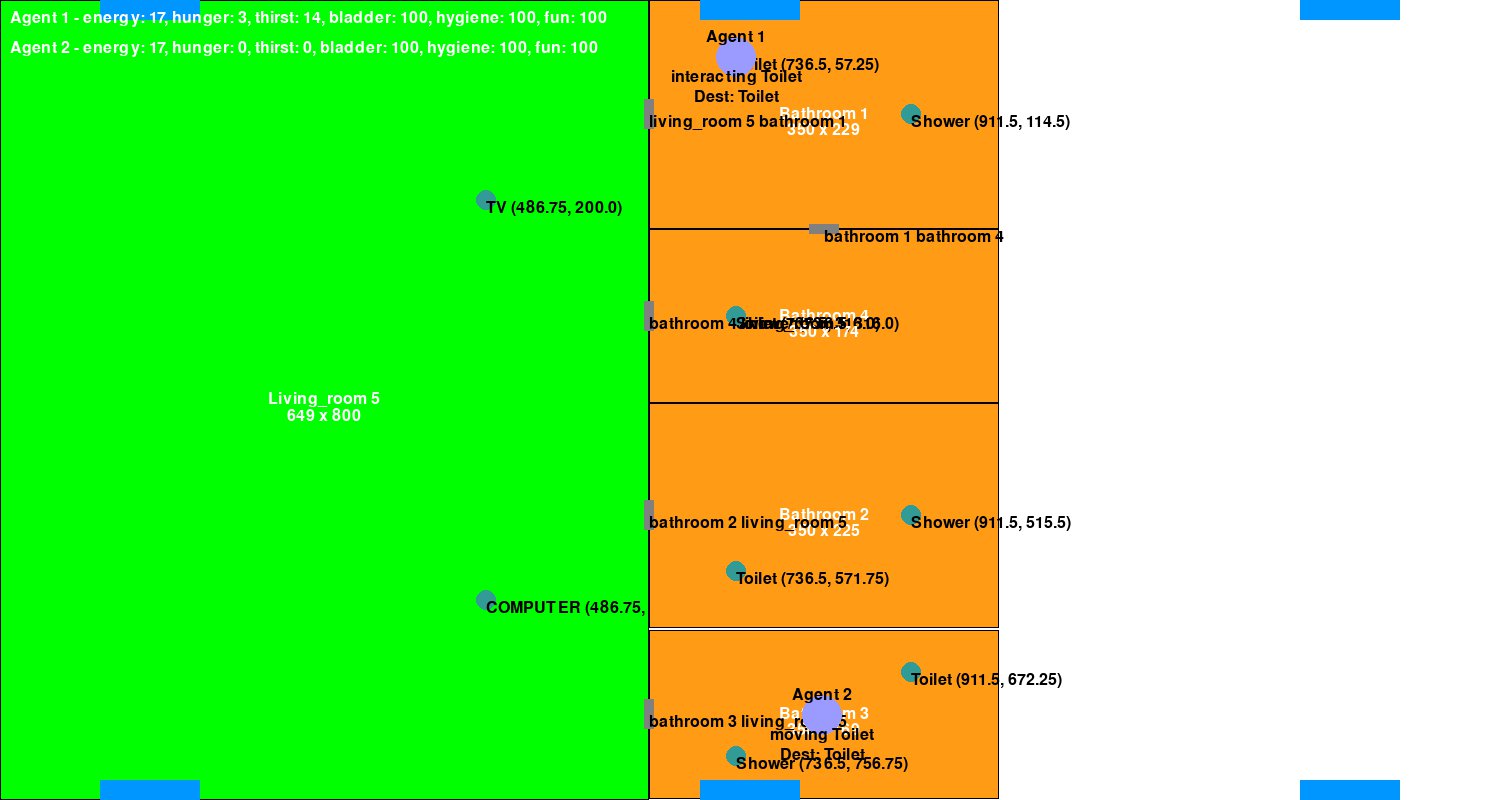 Agent 1 - energy: 17, hunger: 3, thirst: 14, bladder: 100, hygiene: 100, fun: 100
Agent 2 - energy: 17, hunger: 0, thirst: 0, bladder: 100, hygiene: 100, fun: 100
Agent 1
Toilet (736.5, 57.25)
interacting Toilet
Dest: Toilet
Bathroom 1
350 x 229
living_room 5 bathroom 1
Shower (911.5, 114.5)
TV (486.75, 200.0)
bathroom 1 bathroom 4
bathroom 4
Bathroom 4
350 x 174
Living_room 5
649 x 800
Bathroom 2
350 x 225
bathroom 2 living_room 5
Shower (911.5, 515.5)
Toilet (736.5, 571.75)
COMPUTER (486.75,
Toilet (911.5, 672.25)
Agent 2
Bathroom 3
bathroom 3 living_room 5
moving Toilet
Dest: Toilet
Shower (736.5, 756.75)